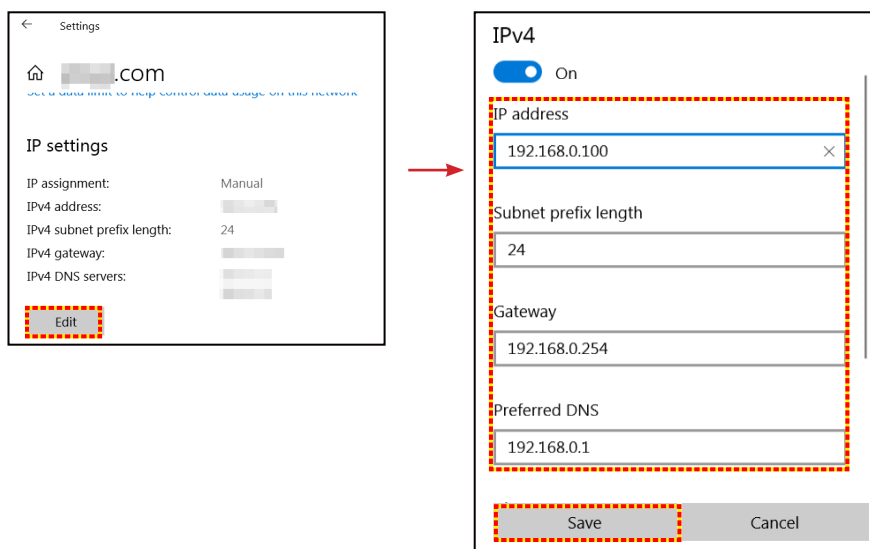 Settings
.com
Set a data limit to help control data usage on this network
IP settings
IP assignment: Manual
IPv4 address:
IPv4 subnet prefix length: 24
IPv4 gateway:
IPv4 DNS servers:
Edit
IPv4
On
IP address
192.168.0.100
Subnet prefix length
24
Gateway
192.168.0.254
Preferred DNS
192.168.0.1
Save Cancel